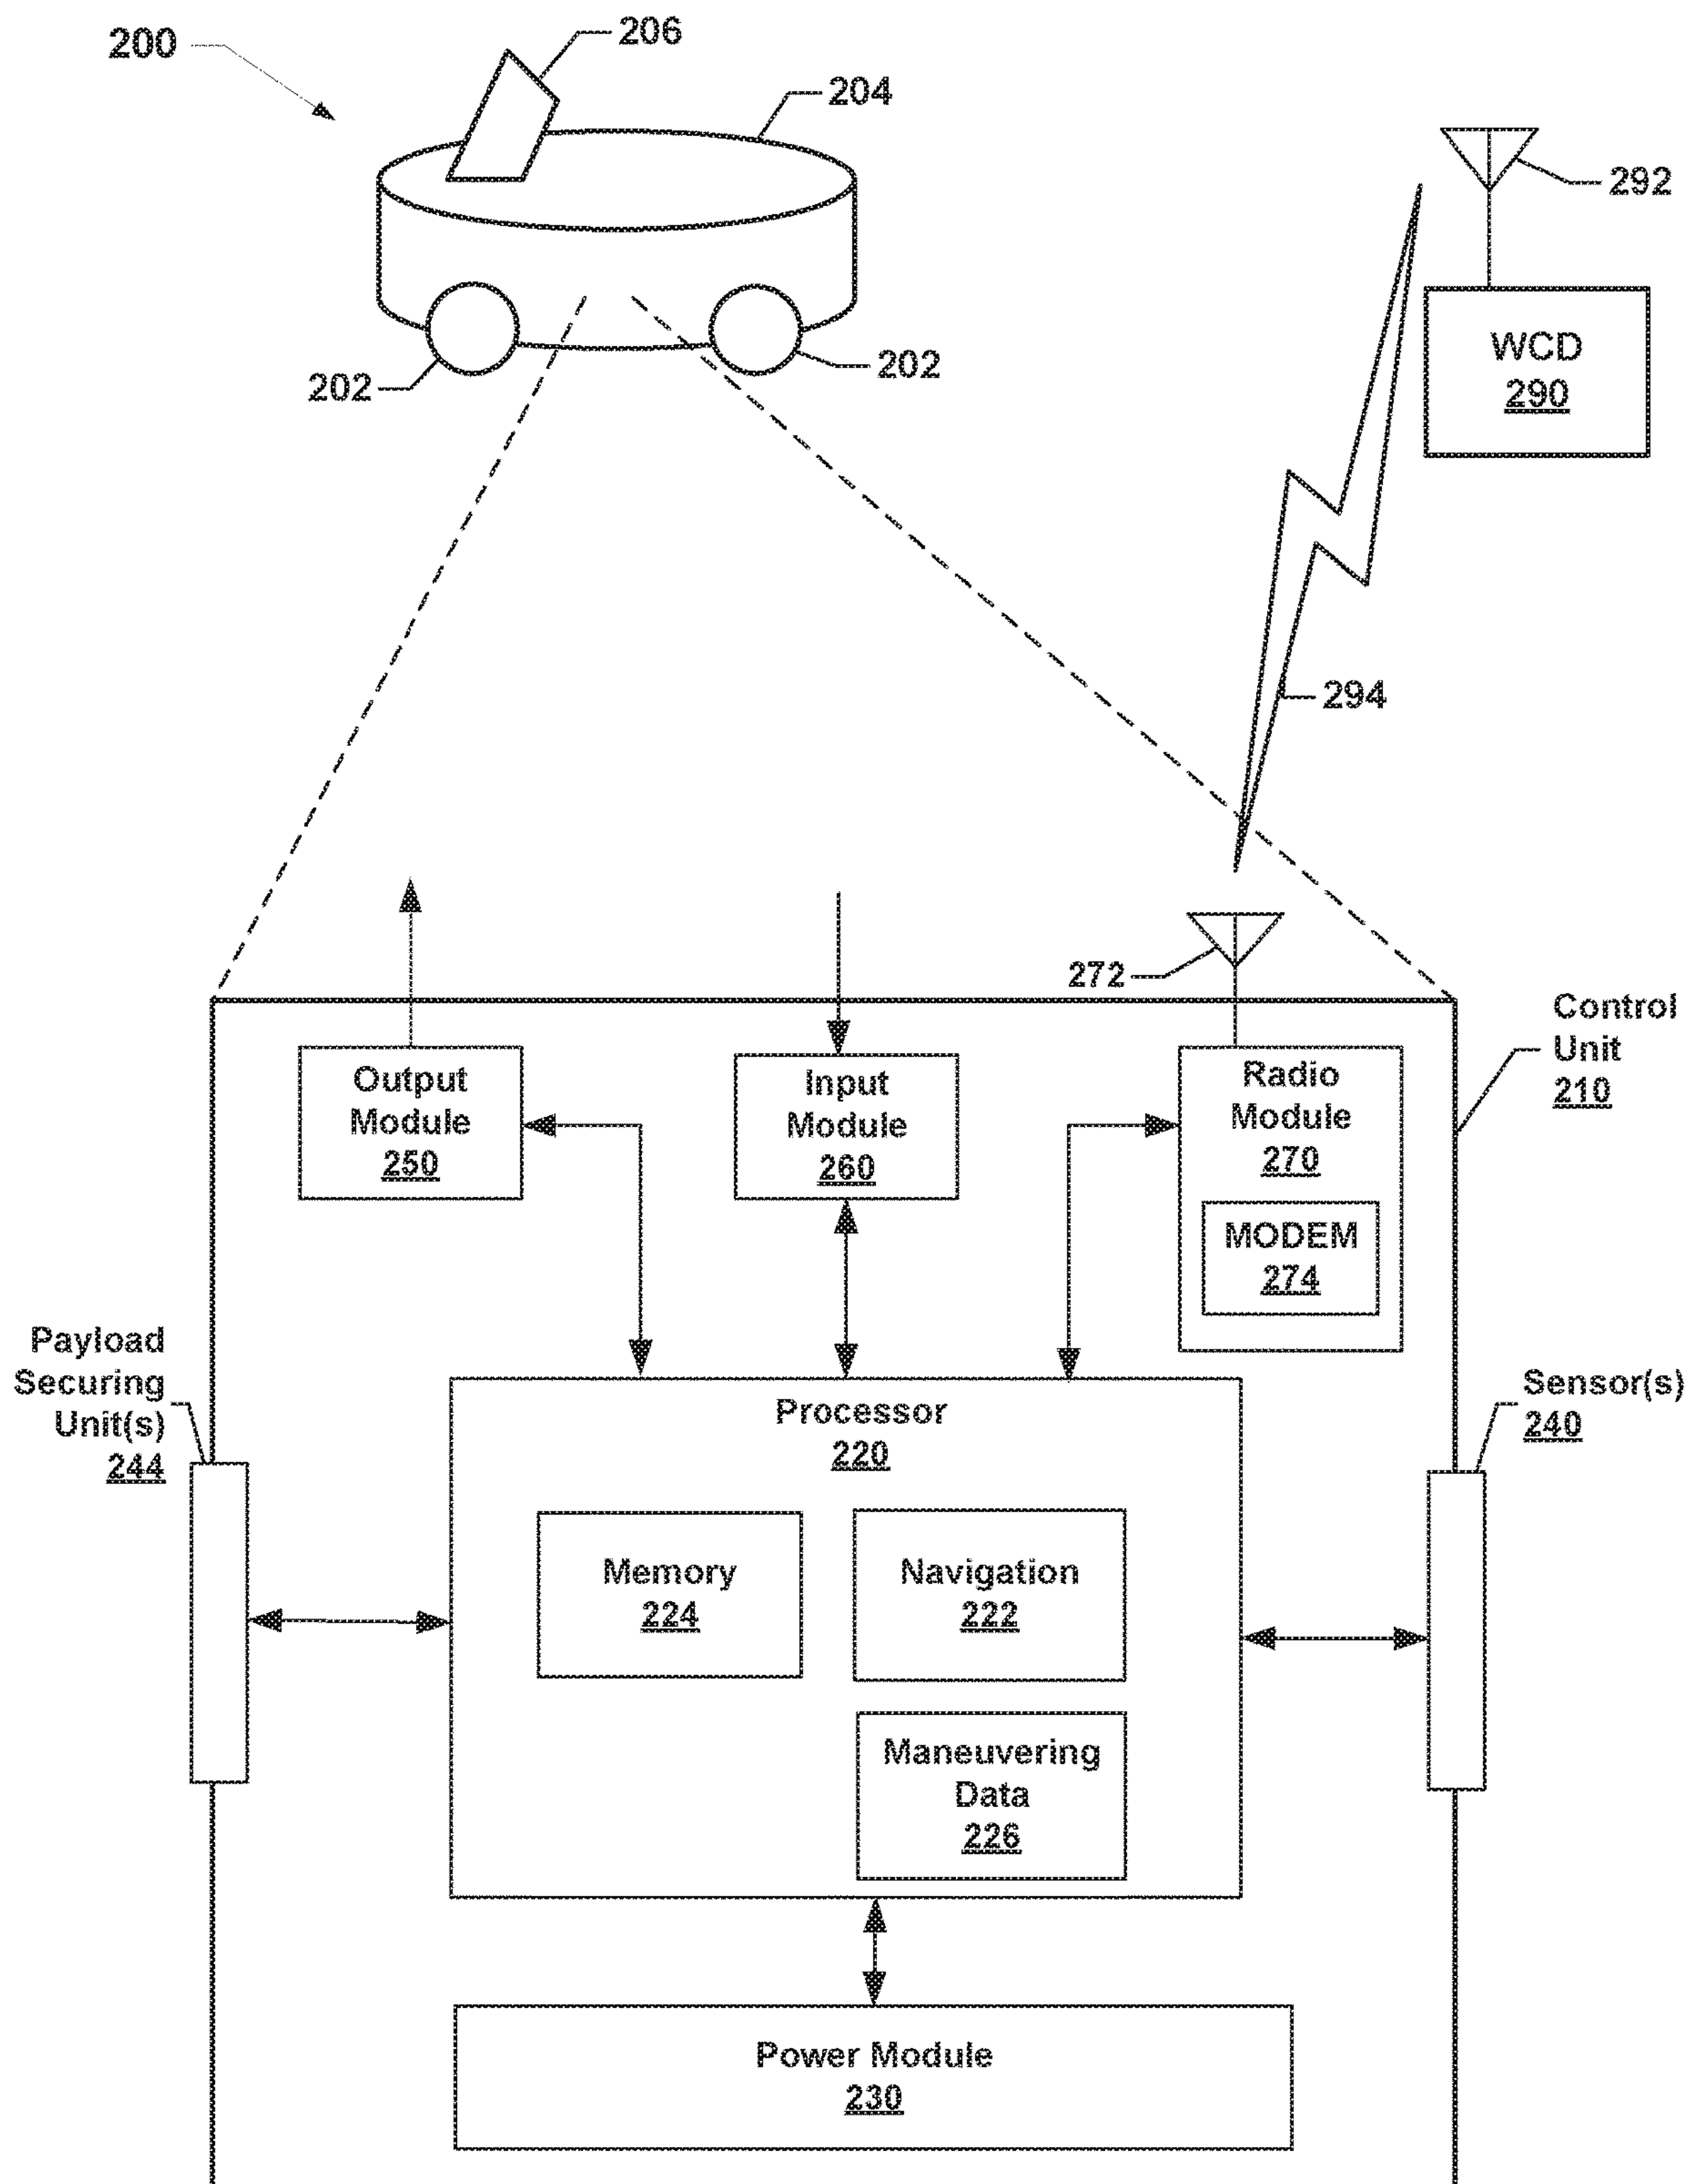 200
206
204
292
WCD
290
202
202
294
272
Control
Unit
210
Output
Module
250
Input
Module
260
Radio
Module
270
MODEM
274
Payload
Securing
Unit(s)
244
Sensor(s)
240
Processor
220
Memory
224
Navigation
222
Maneuvering
Data
226
Power Module
230